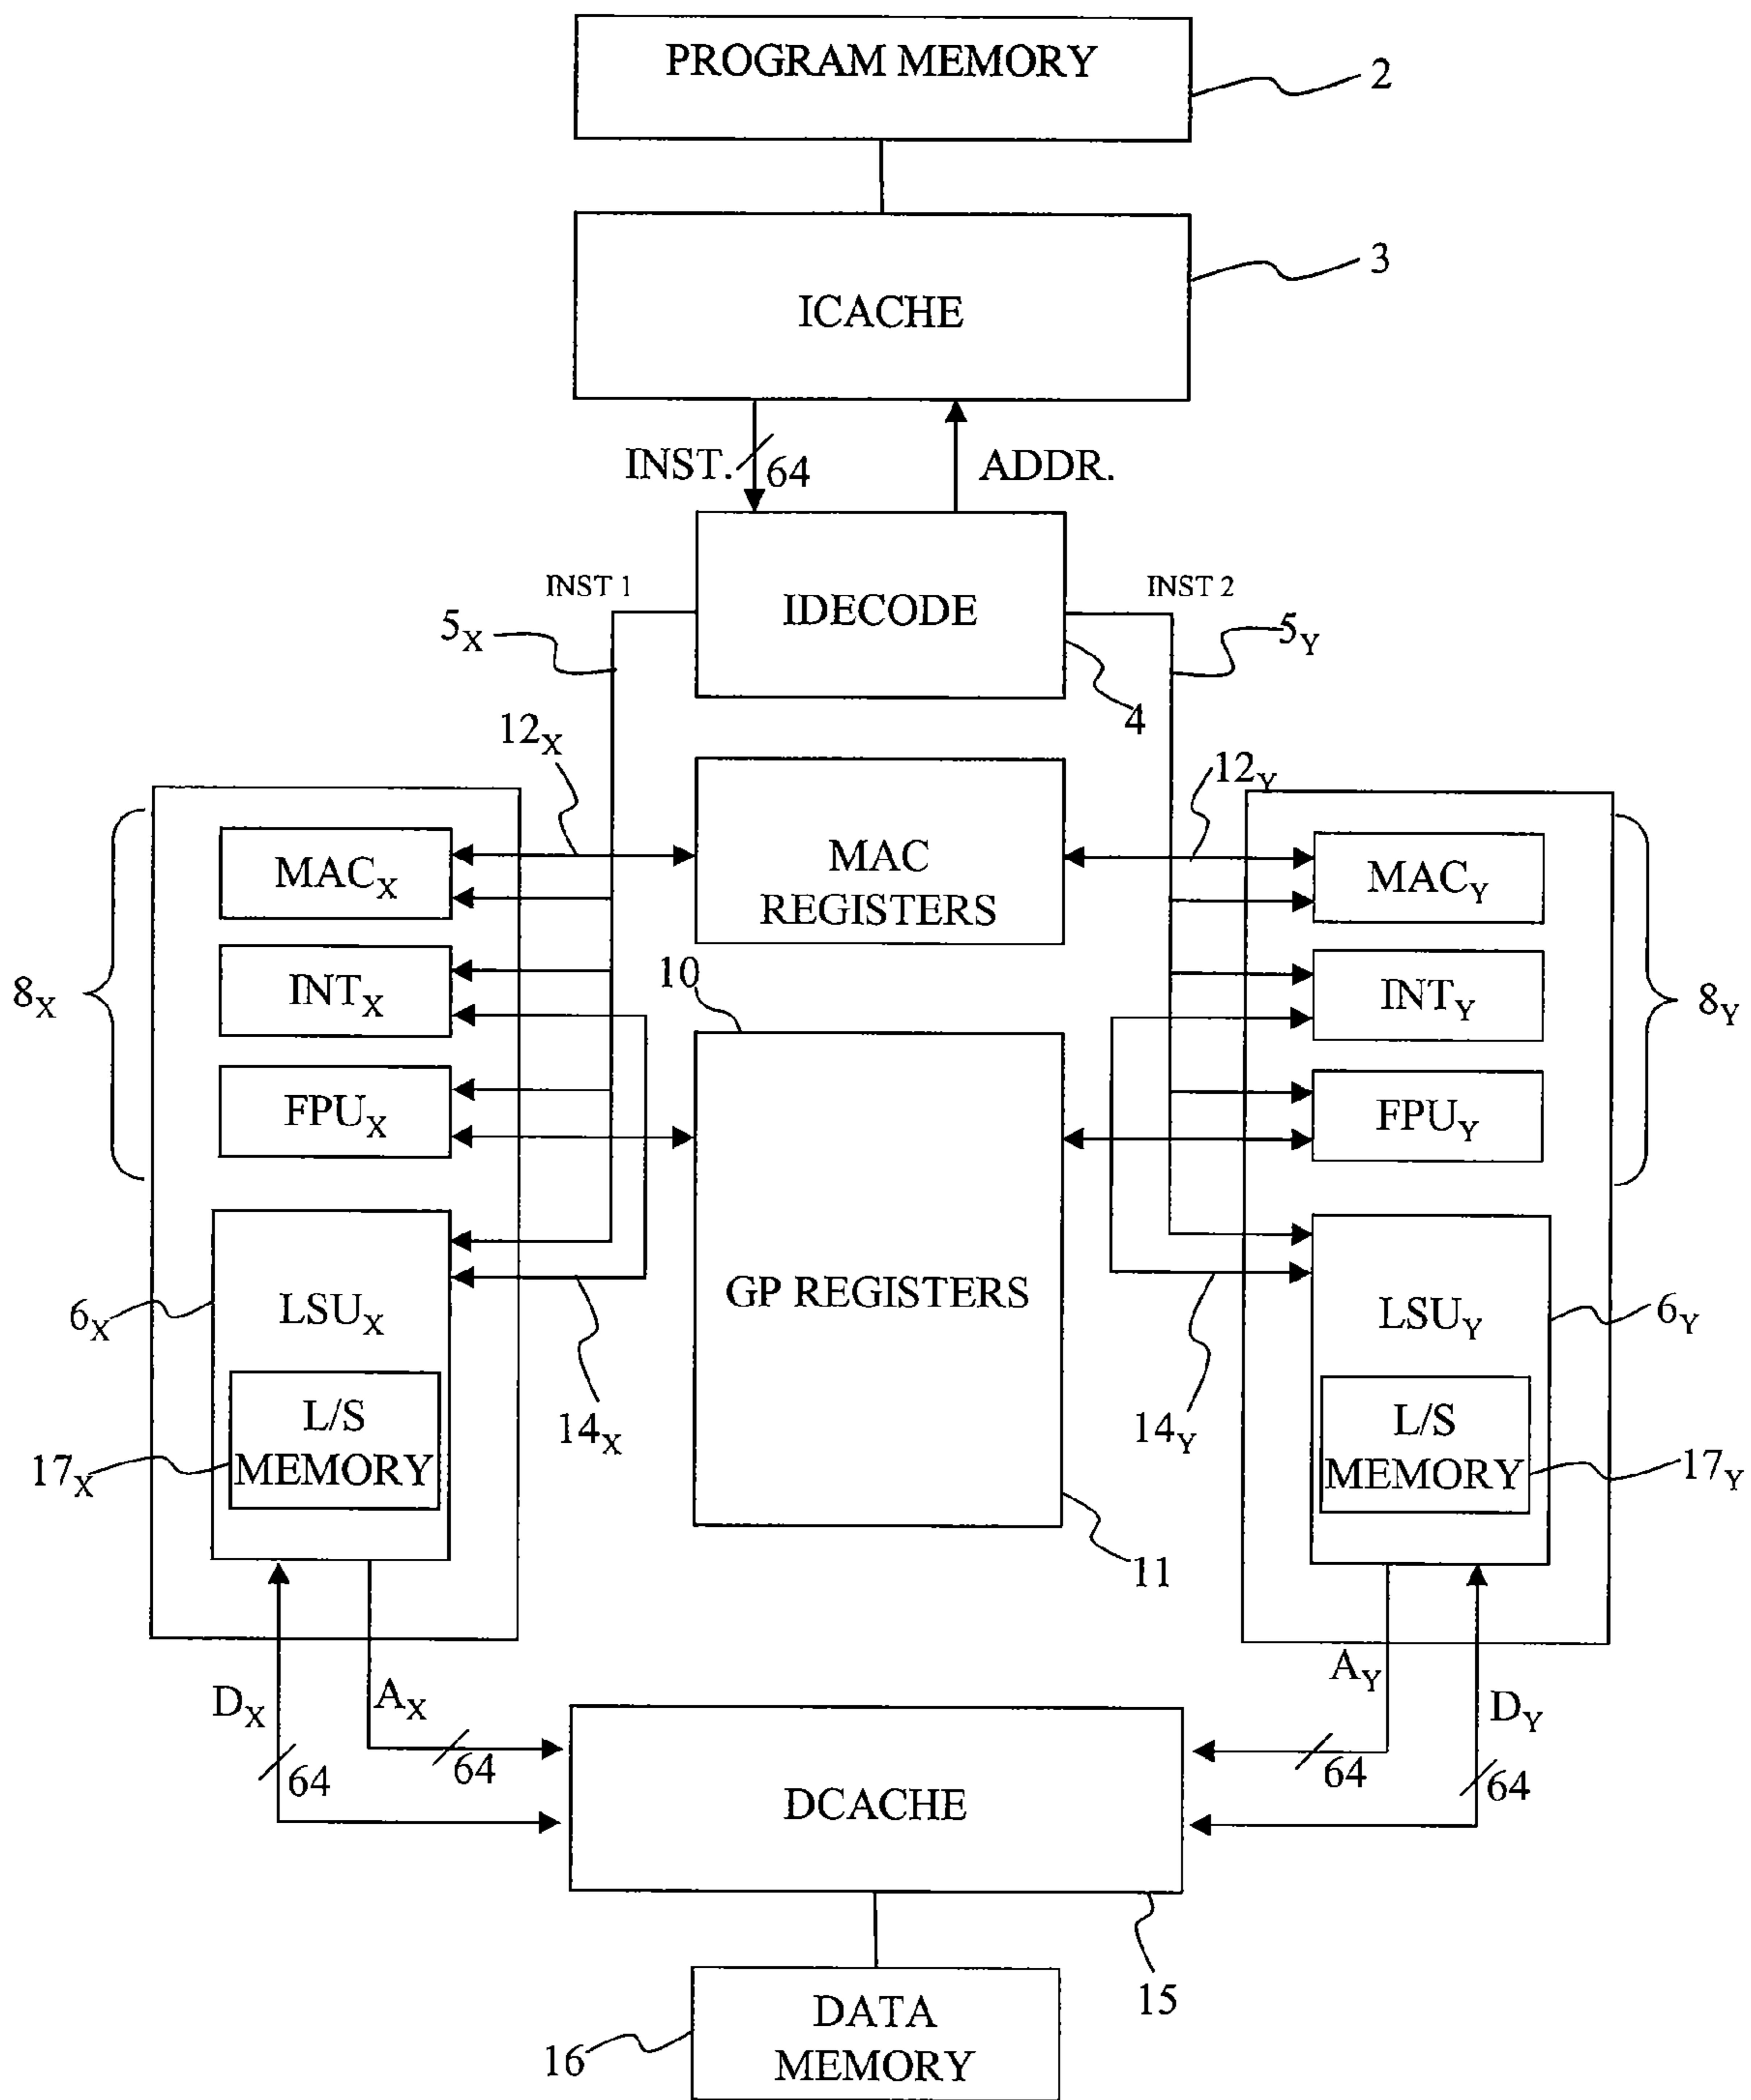 PROGRAM MEMORY
2
ICACHE
3
INST.
64
ADDR.
INST 1
IDECODE
INST 2
5X
5Y
4
12X
12Y
MAC
REGISTERS
MACX
MACY
8X
INTX
10
INTY
8Y
FPUX
FPUY
GP REGISTERS
6X
LSUX
LSUY
6Y
L/S
MEMORY
17X
14X
14Y
L/S
MEMORY
17Y
11
DX
AX
AY
DY
64
64
64
64
DCACHE
15
DATA
MEMORY
16